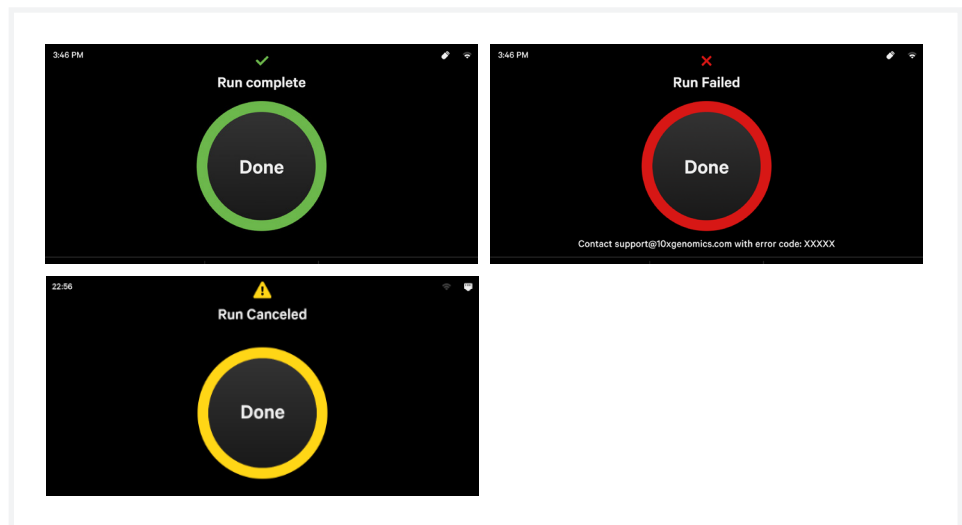 3:46 PM
Run complete
Done
3:46 PM
Run Failed
Done
Contact support@10xgenomics.com with error code: XXXXX
22:56
Run Canceled
Done